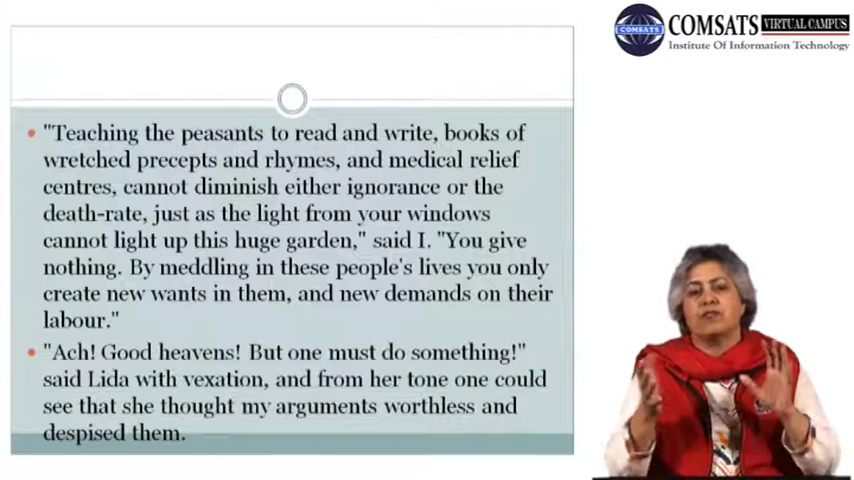 COMSATS VIRTUAL CAMPUS
COMSATS
Institute Of Information Technology
"Teaching the peasants to read and write, books of
wretched precepts and rhymes, and medical relief
centres, cannot diminish either ignorance or the
death-rate, just as the light from your windows
cannot light up this huge garden," said I. "You give
nothing. By meddling in these people's lives you only
create new wants in them, and new demands on their
labour."
"Ach! Good heavens! But one must do something!"
said Lida with vexation, and from her tone one could
see that she thought my arguments worthless and
despised them.